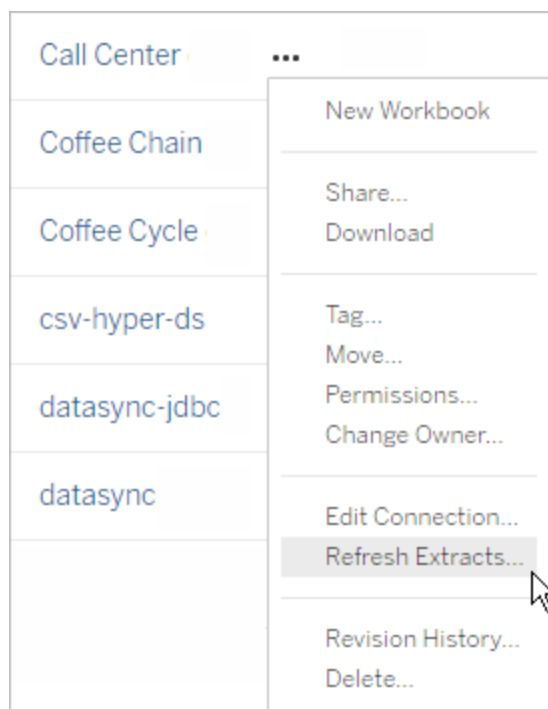 Call Center
...
New Workbook
Coffee Chain
Share...
Coffee Cycle
Download
csv-hyper-ds
Tag...
Move...
datasync-jdbc
Permissions...
Change Owner...
datasync
Edit Connection...
Refresh Extracts...
Revision History...
Delete...